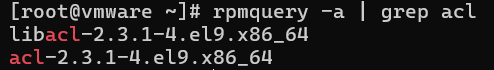 [root@vmware ~]# rpmquery -a | grep acl
libacl-2.3.1-4.el9.x86_64
acl-2.3.1-4.el9.x86_64